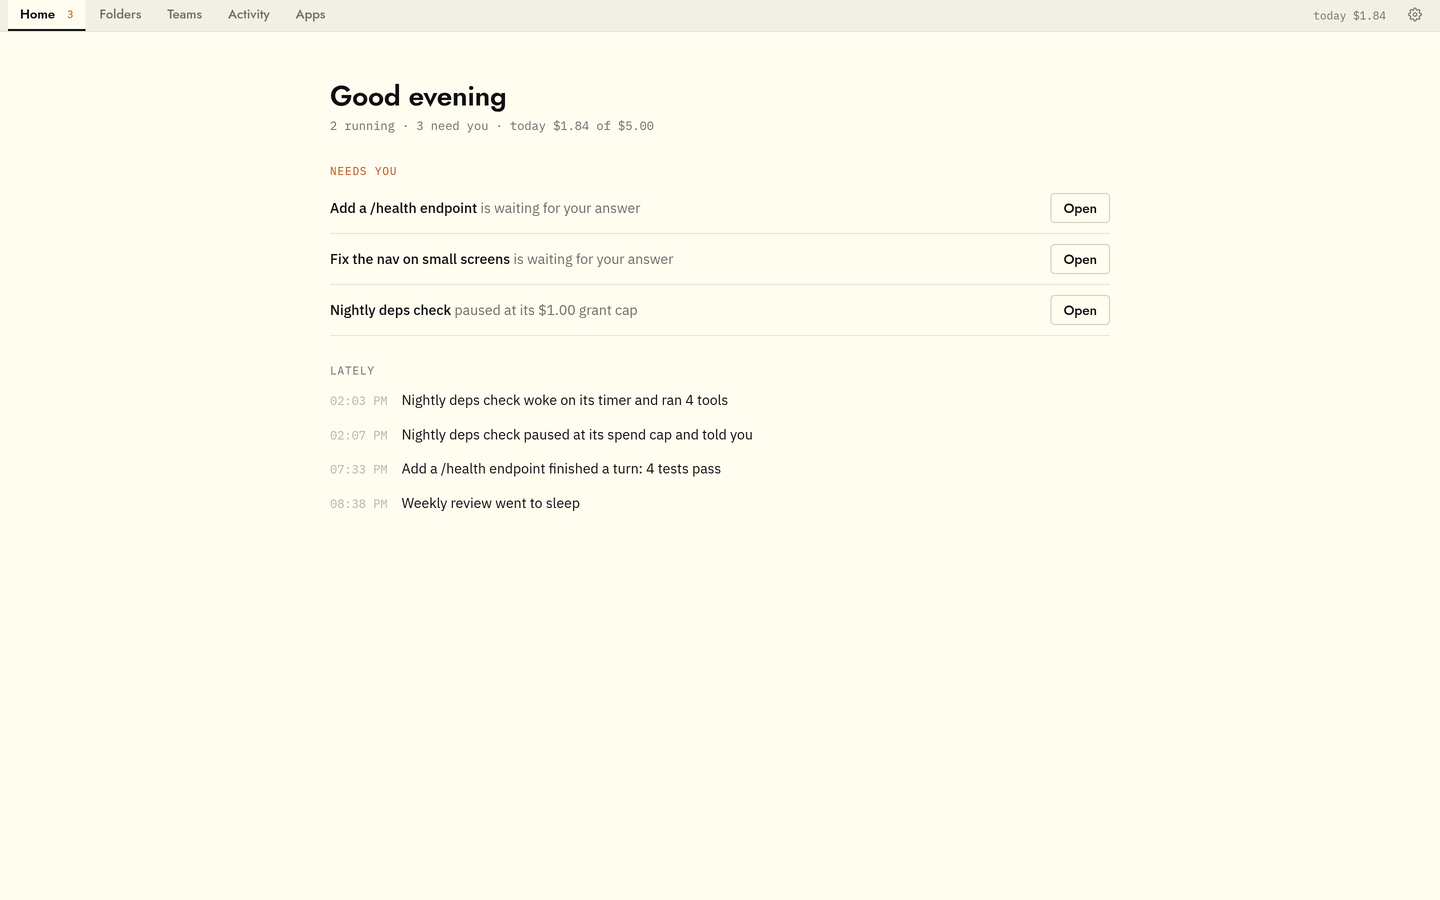 Home 3 Folders Teams Activity Apps today $1.84
Good evening
2 running · 3 need you · today $1.84 of $5.00
NEEDS YOU
Add a /health endpoint is waiting for your answer Open
Fix the nav on small screens is waiting for your answer Open
Nightly deps check paused at its $1.00 grant cap Open
LATELY
02:03 PM Nightly deps check woke on its timer and ran 4 tools
02:07 PM Nightly deps check paused at its spend cap and told you
07:33 PM Add a /health endpoint finished a turn: 4 tests pass
08:38 PM Weekly review went to sleep